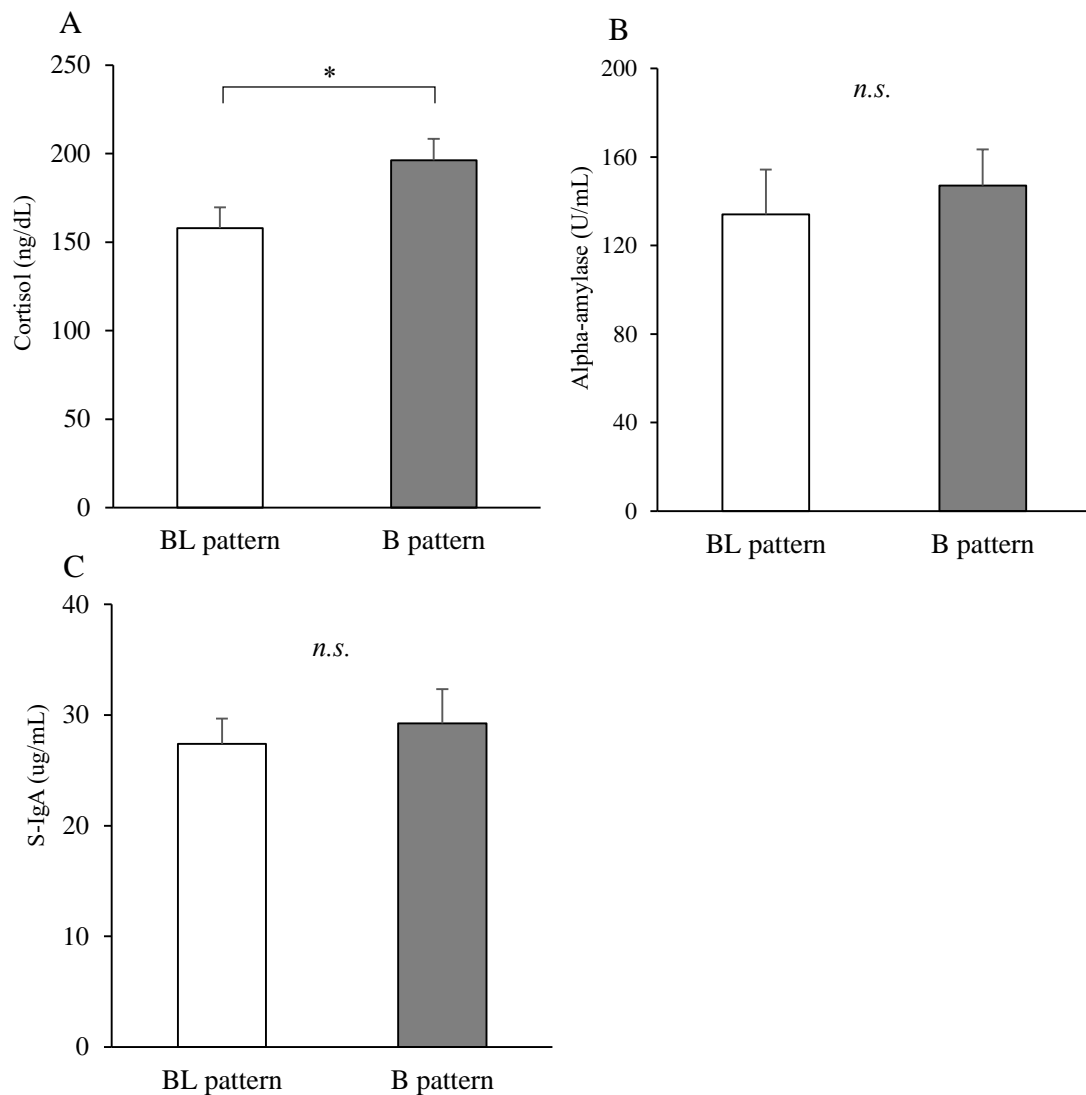 A
250
200
150
100
50
0
Cortisol (ng/dL)
*
BL pattern
B pattern
B
200
160
120
80
40
0
Alpha-amylase (U/mL)
n.s.
BL pattern
B pattern
C
40
30
20
10
0
S-IgA (ug/mL)
n.s.
BL pattern
B pattern